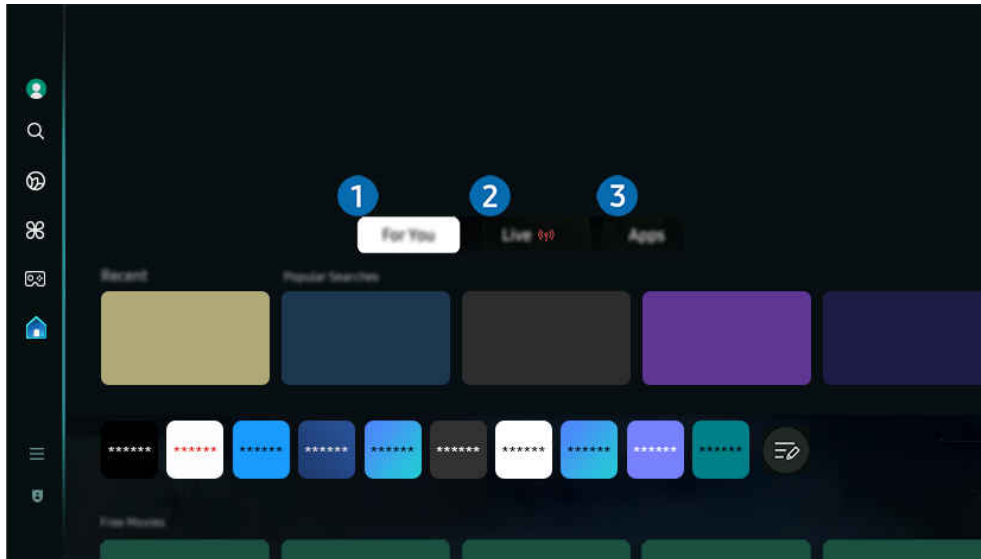 1 2 3
For You Live Apps
Recent Popular Searches
****** ****** ****** ****** ****** ****** ****** ****** ****** ******
Free Movies